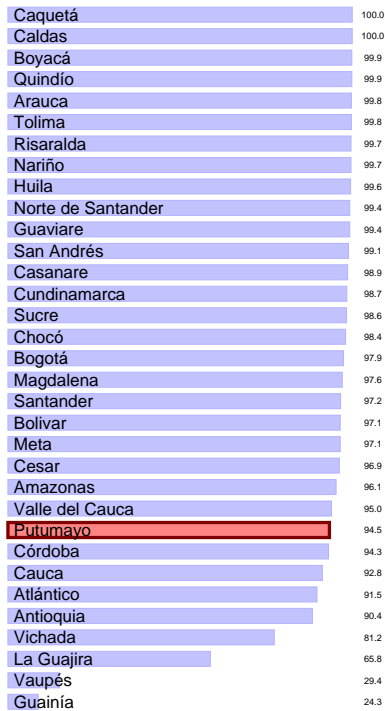 Caquetá 100.0
Caldas 100.0
Boyacá 99.9
Quindío 99.9
Arauca 99.8
Tolima 99.8
Risaralda 99.7
Nariño 99.7
Huila 99.6
Norte de Santander 99.4
Guaviare 99.4
San Andrés 99.1
Casanare 98.9
Cundinamarca 98.7
Sucre 98.6
Chocó 98.4
Bogotá 97.9
Magdalena 97.6
Santander 97.2
Bolivar 97.1
Meta 97.1
Cesar 96.9
Amazonas 96.1
Valle del Cauca 95.0
Putumayo 94.5
Córdoba 94.3
Cauca 92.8
Atlántico 91.5
Antioquia 90.4
Vichada 81.2
La Guajira 65.8
Vaupés 29.4
Guainía 24.3